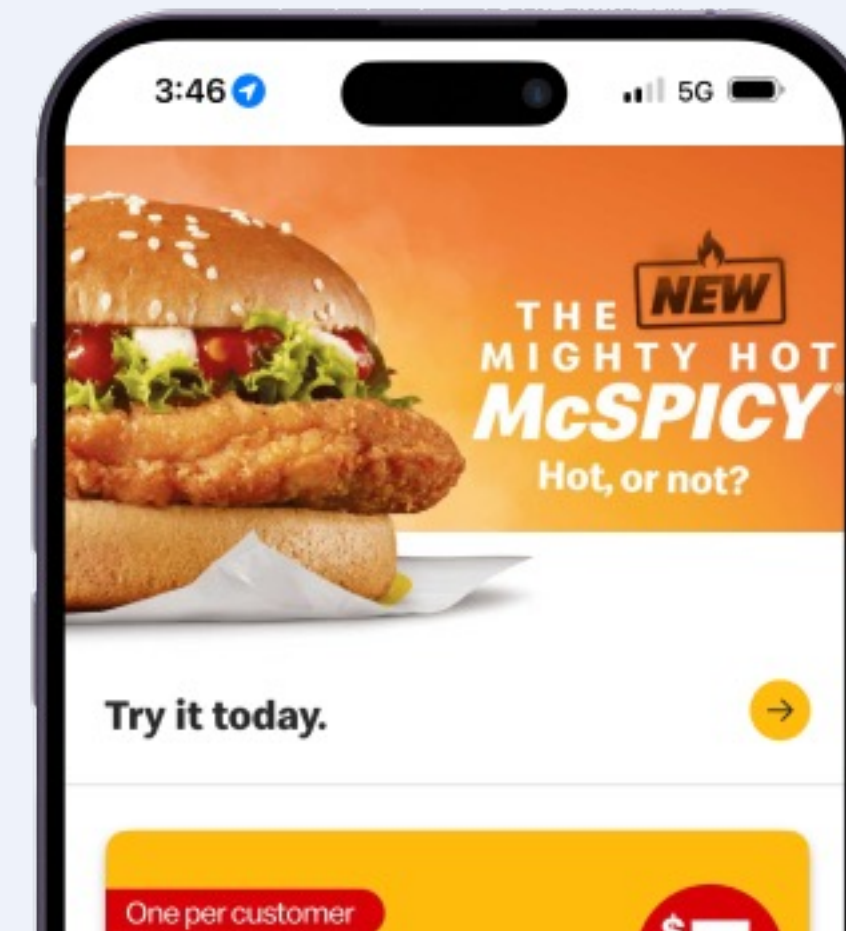 3:46
5G
NEW
THE
MIGHTY HOT
McSPICY®
Hot, or not?
Try it today.
One per customer
$